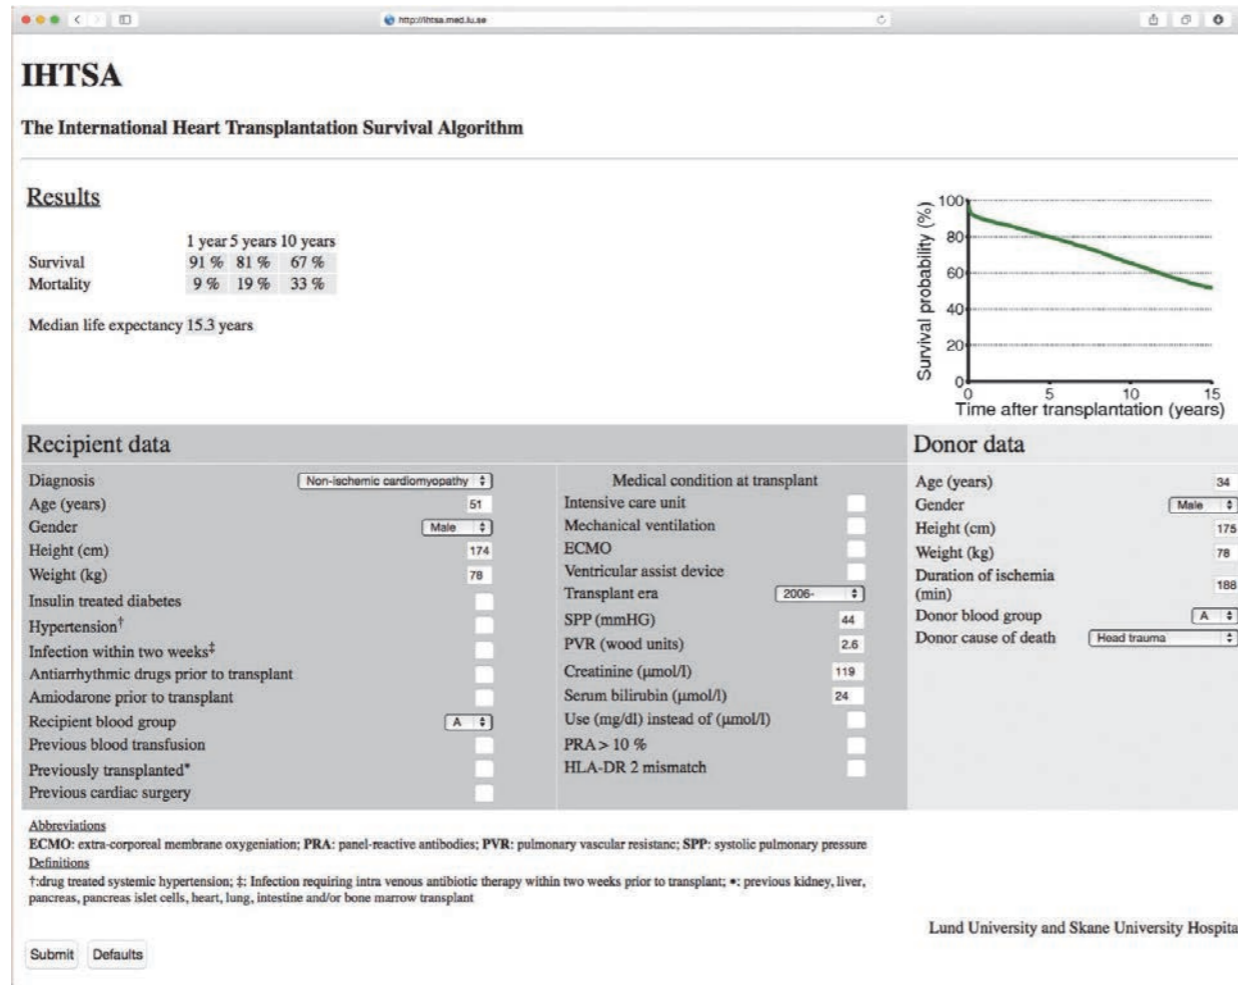 http://ihtsa.med.lu.se
IHTSA
The International Heart Transplantation Survival Algorithm
Results
1 year 5 years 10 years
Survival 91 % 81 % 67 %
Mortality 9 % 19 % 33 %
Median life expectancy 15.3 years
Survival probability (%)
100
80
60
40
20
0
0 5 10 15
Time after transplantation (years)
Recipient data
Diagnosis Non-ischemic cardiomyopathy
Age (years) 51
Gender Male
Height (cm) 174
Weight (kg) 78
Insulin treated diabetes
Hypertension†
Infection within two weeks‡
Antiarrhythmic drugs prior to transplant
Amiodarone prior to transplant
Recipient blood group A
Previous blood transfusion
Previously transplanted*
Previous cardiac surgery
Medical condition at transplant
Intensive care unit
Mechanical ventilation
ECMO
Ventricular assist device
Transplant era 2006-
SPP (mmHG) 44
PVR (wood units) 2.6
Creatinine (µmol/l) 119
Serum bilirubin (µmol/l) 24
Use (mg/dl) instead of (µmol/l)
PRA > 10 %
HLA-DR 2 mismatch
Donor data
Age (years) 34
Gender Male
Height (cm) 175
Weight (kg) 78
Duration of ischemia
(min) 188
Donor blood group A
Donor cause of death Head trauma
Abbreviations
ECMO: extra-corporeal membrane oxygeniation; PRA: panel-reactive antibodies; PVR: pulmonary vascular resistanc; SPP: systolic pulmonary pressure
Definitions
†:drug treated systemic hypertension; ‡: Infection requiring intra venous antibiotic therapy within two weeks prior to transplant; *: previous kidney, liver,
pancreas, pancreas islet cells, heart, lung, intestine and/or bone marrow transplant
Lund University and Skane University Hospita
Submit Defaults